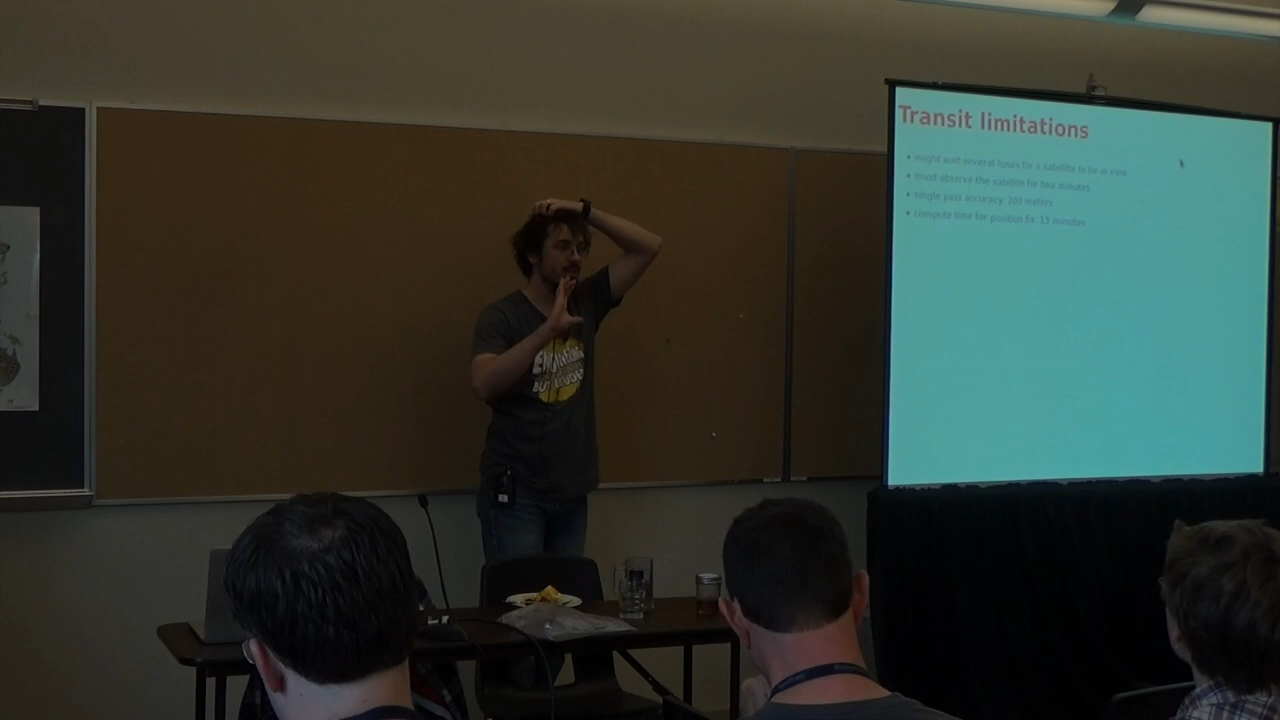 Transit limitations
• might wait several hours for a satellite to be in view
• must observe the satellite for two minutes
• single pass accuracy: 200 meters
• compute time for position fix: 15 minutes